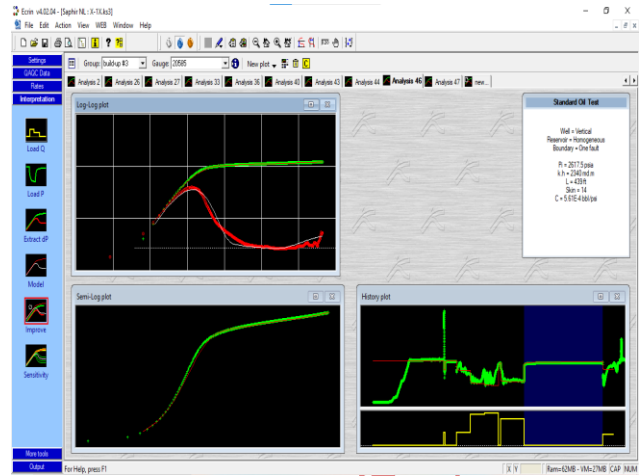 Ecrin v4.02.04 - [Saphir NL : X-1X.ks3]
File Edit Action View WEB Window Help
Settings
QAQC Data
Rates
Interpretation
Load Q
Load P
Extract dP
Model
Improve
Sensitivity
More tools
Output
Group: build-up #3 Gauge: 20585 New plot
Analysis 2 Analysis 26 Analysis 27 Analysis 33 Analysis 36 Analysis 40 Analysis 43 Analysis 44 Analysis 46 Analysis 47 new...
Log-Log plot
Standard Oil Test
Well = Vertical
Reservoir = Homogeneous
Boundary = One fault
Pi = 2617.5 psia
k.h = 2340 md.m
L = 439 ft
Skin = 14
C = 5.61E-4 bbl/psi
Semi-Log plot
History plot
For Help, press F1
X Y
Ram=62MB - VM=27MB CAP NUM